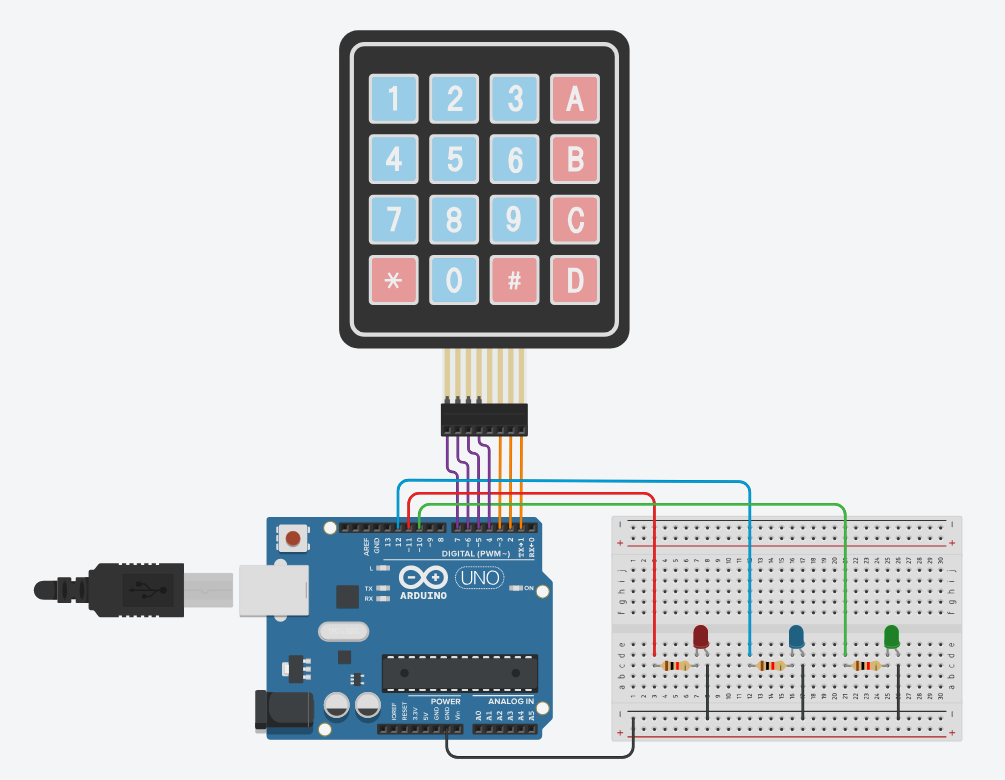 1 2 3 A
4 5 6 B
7 8 9 C
* 0 # D
AREF
GND
13
12
~11
~10
~9
8
7
~6
~5
4
~3
2
TX→1
RX←0
DIGITAL (PWM~)
L
TX
RX
UNO
ON
ARDUINO
POWER
ANALOG IN
IOREF
RESET
3.3V
5V
GND
GND
Vin
A0
A1
A2
A3
A4
A5